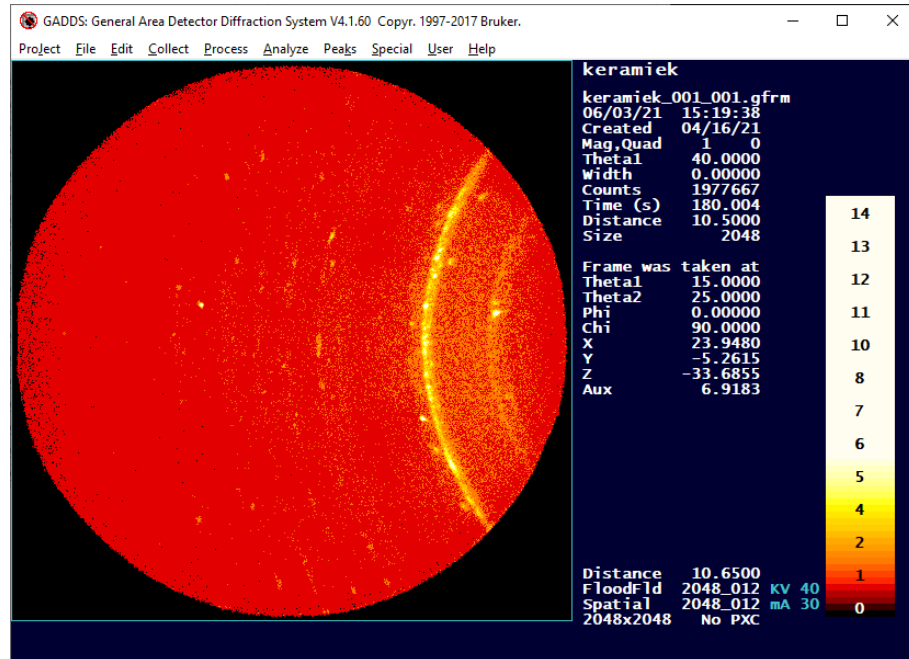 GADDS: General Area Detector Diffraction System V4.1.60 Copyr. 1997-2017 Bruker.
Project File Edit Collect Process Analyze Peaks Special User Help
keramiek
keramiek_001_001.gfrm
06/03/21 15:19:38
Created 04/16/21
Mag,Quad 1 0
Theta1 40.0000
Width 0.00000
Counts 1977667
Time (s) 180.004
Distance 10.5000
Size 2048
Frame was taken at
Theta1 15.0000
Theta2 25.0000
Phi 0.00000
Chi 90.0000
X 23.9480
Y -5.2615
Z -33.6855
Aux 6.9183
14
13
12
11
10
8
7
6
5
4
2
1
0
Distance 10.6500
FloodFld 2048_012 KV 40
Spatial 2048_012 mA 30
2048x2048 No PXC